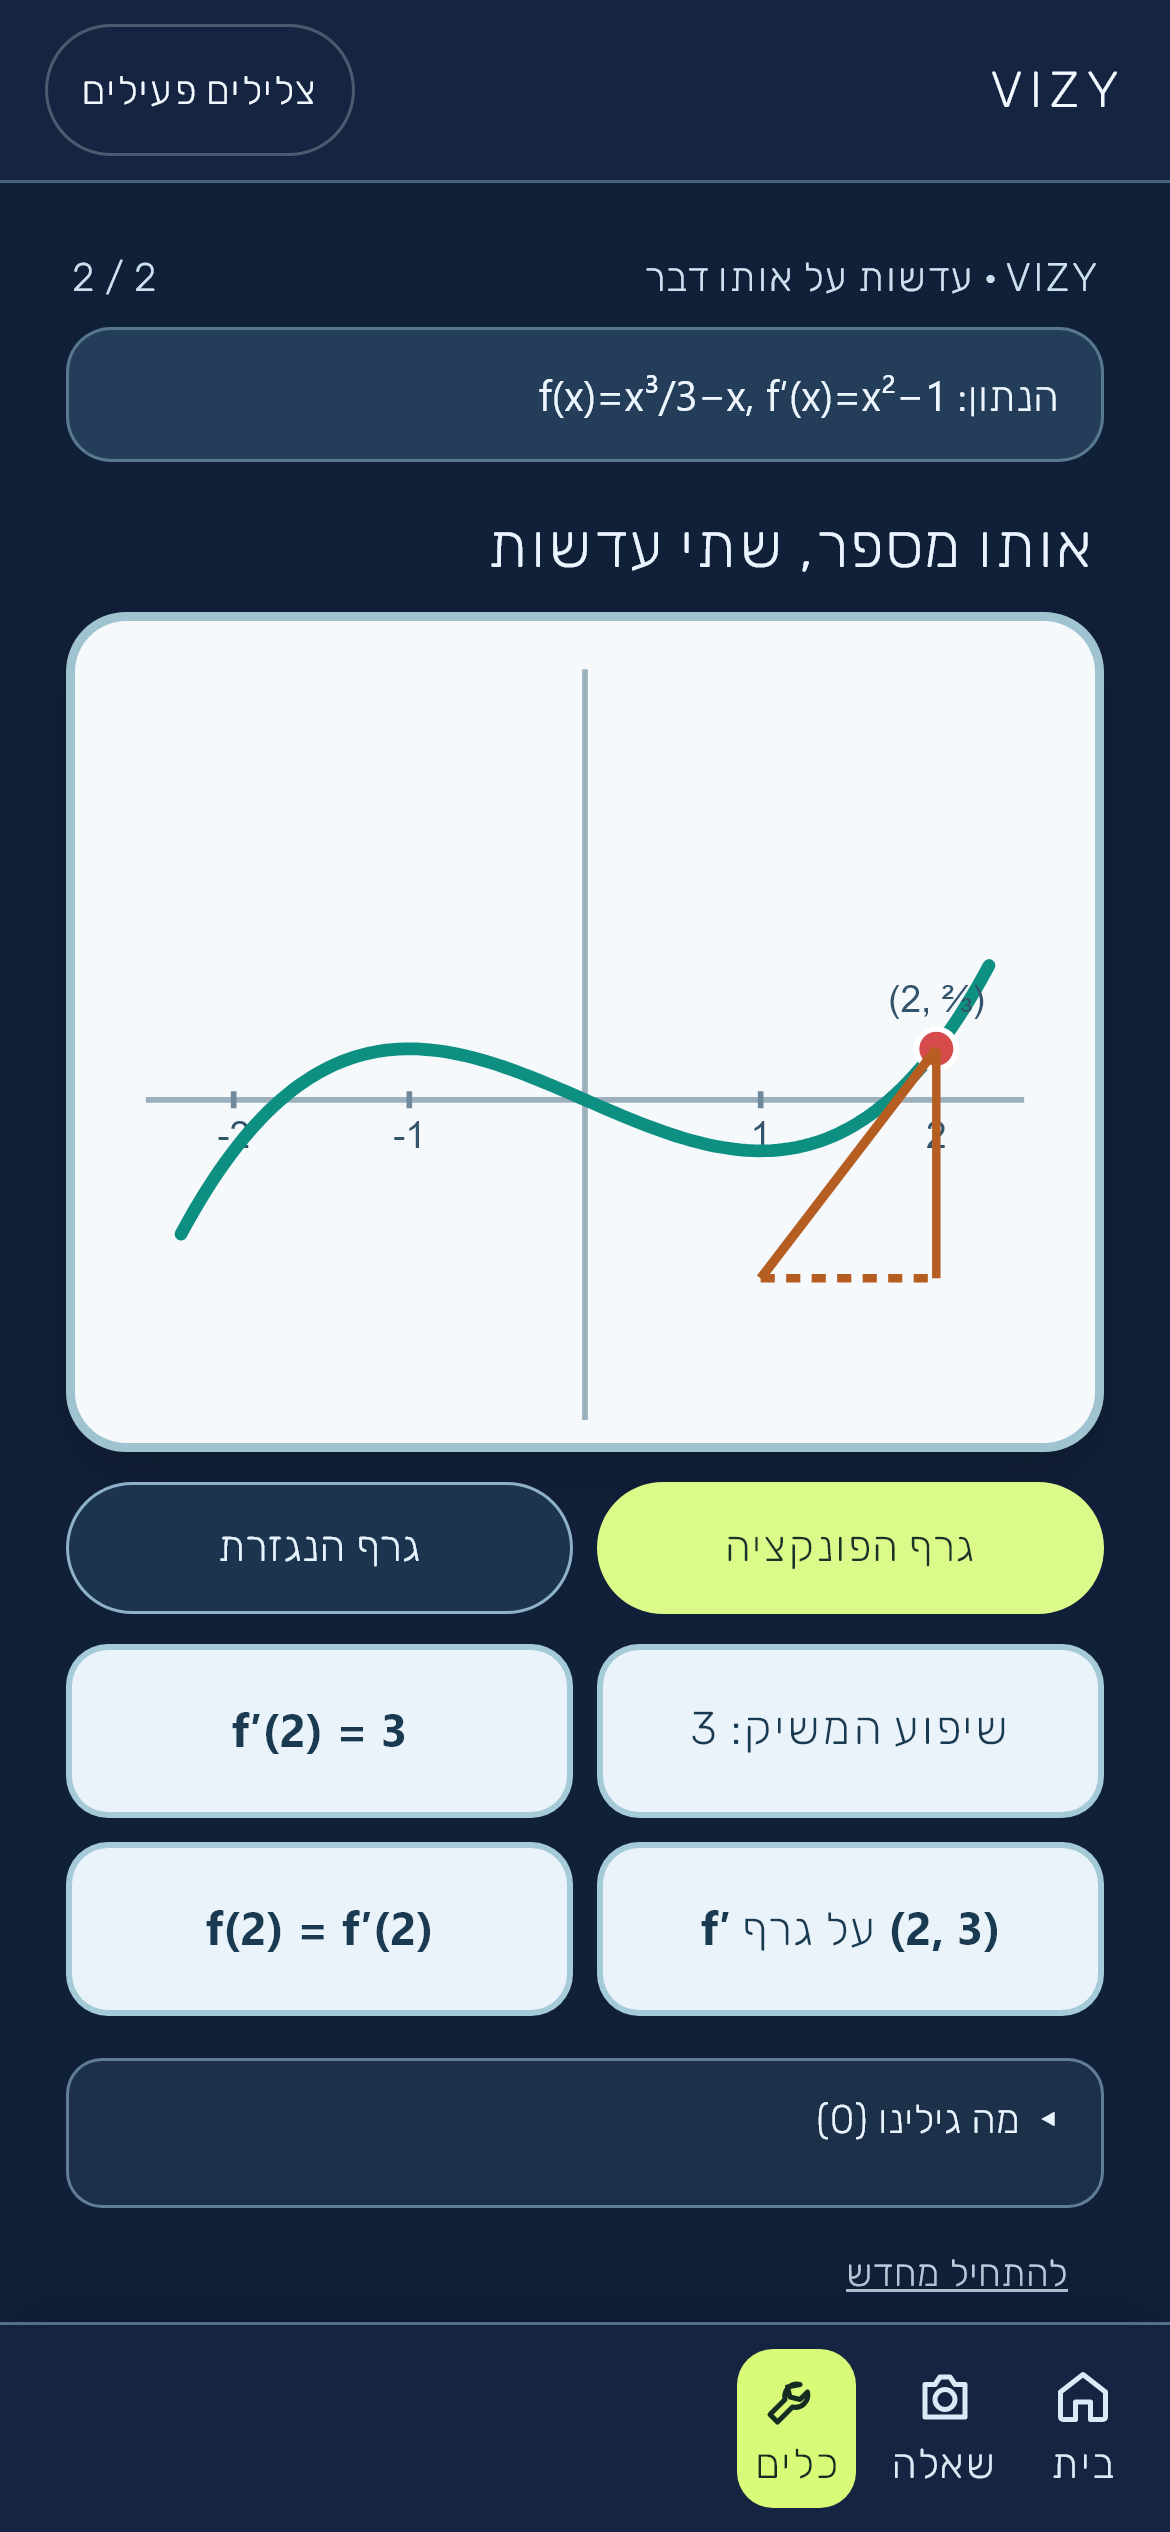 VIZY
צלילים פעילים
VIZY • עדשות על אותו דבר
2 / 2
הנתון: f(x)=x³/3−x, f′(x)=x²−1
אותו מספר, שתי עדשות
(2, ⅔)
-2 -1 1 2
גרף הפונקציה
גרף הנגזרת
שיפוע המשיק: 3
f′(2) = 3
(2, 3) על גרף f′
f(2) = f′(2)
מה גילינו (0)
להתחיל מחדש
בית
שאלה
כלים